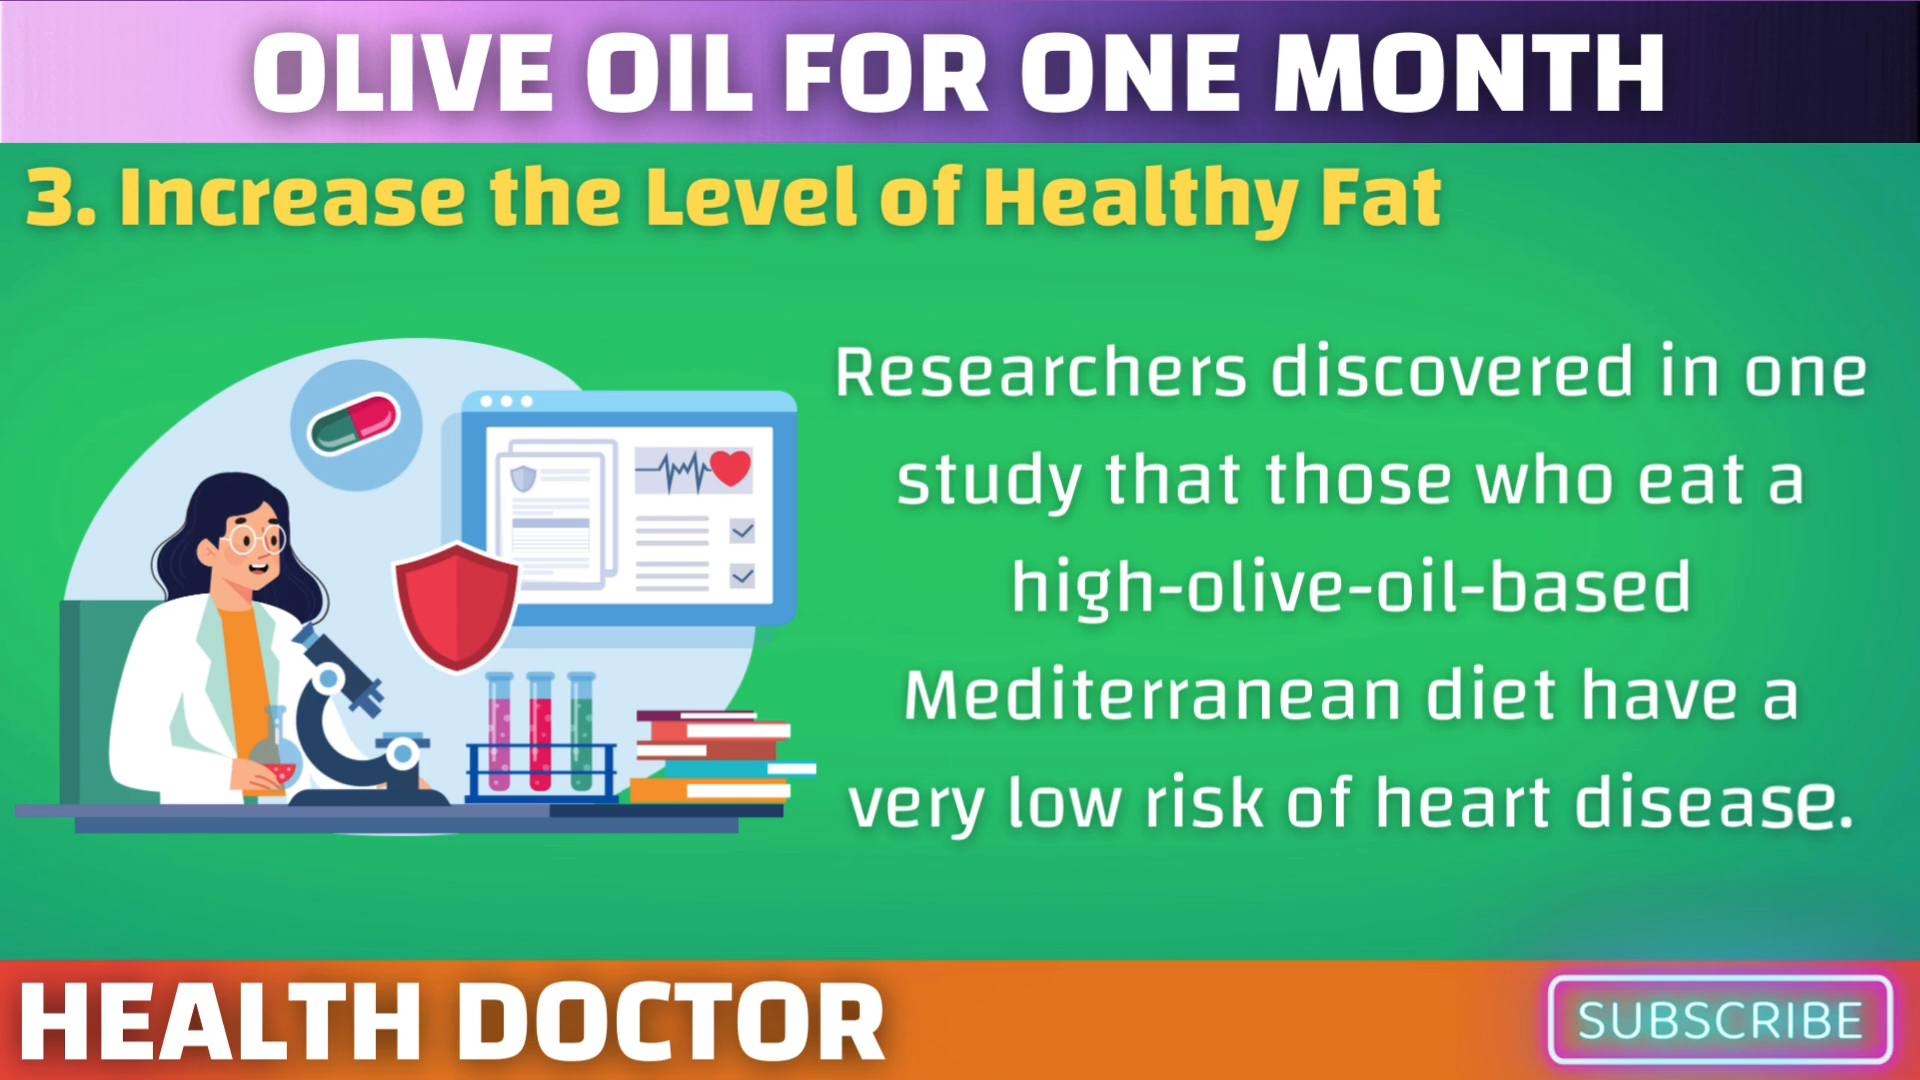 OLIVE OIL FOR ONE MONTH
3. Increase the Level of Healthy Fat
Researchers discovered in one
study that those who eat a
high-olive-oil-based
Mediterranean diet have a
very low risk of heart disease.
HEALTH DOCTOR
SUBSCRIBE